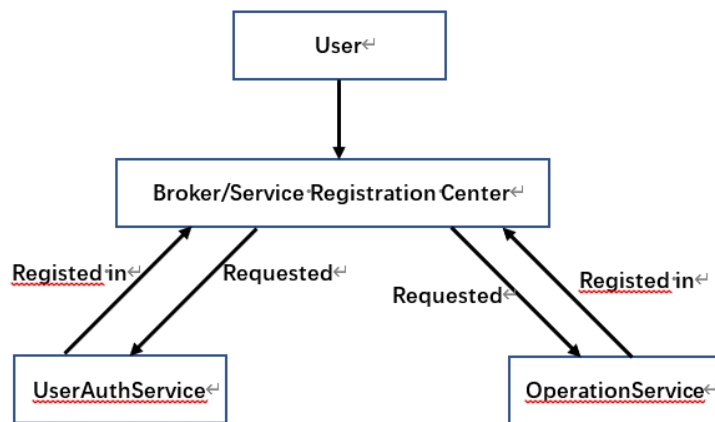 User
Broker/Service Registration Center
Registed in
Requested
Requested
Registed in
UserAuthService
OperationService